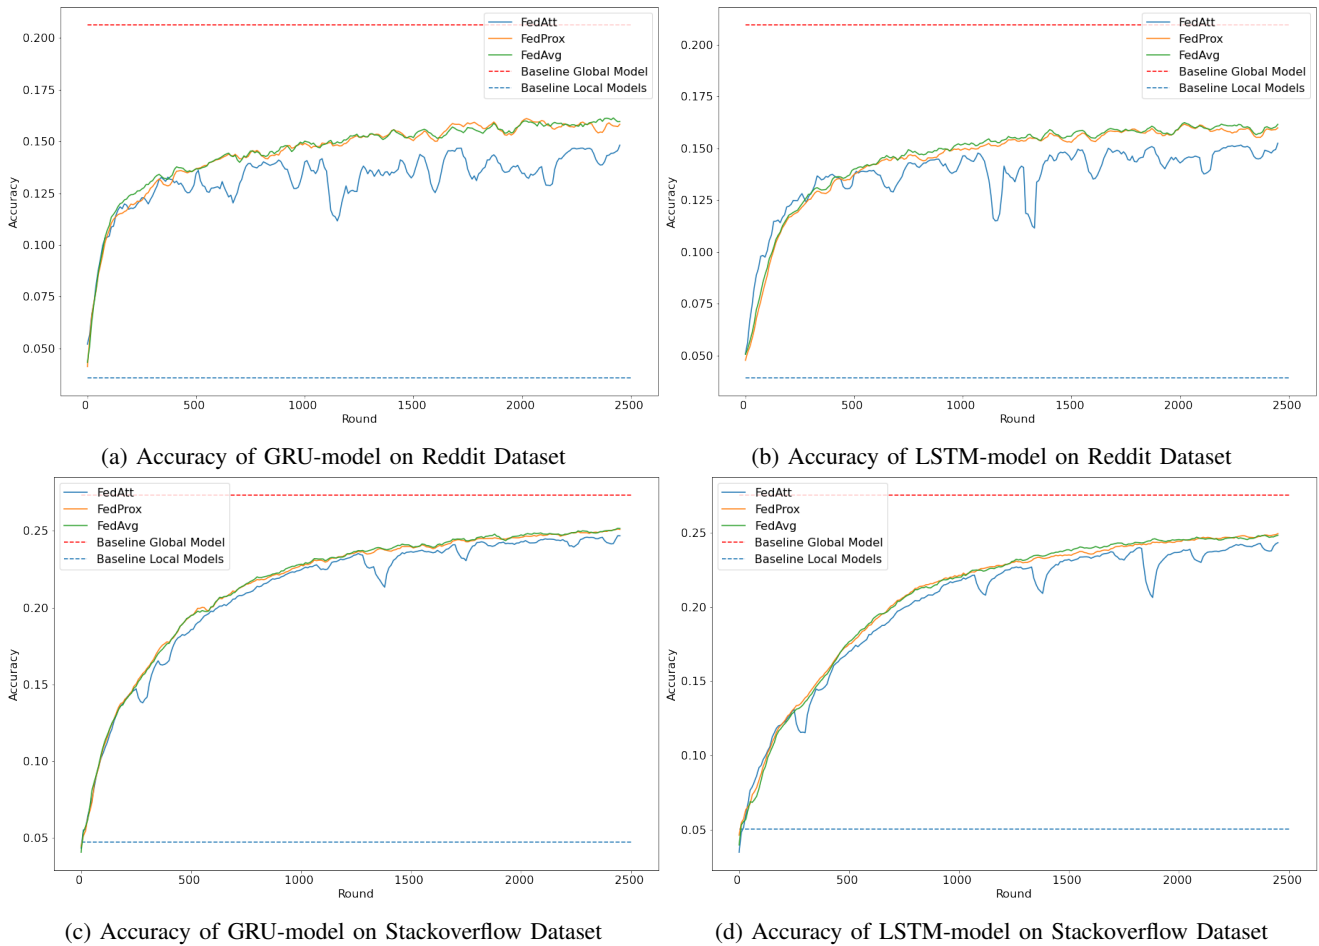 FedAtt
FedProx
FedAvg
Baseline Global Model
Baseline Local Models
0.200
0.175
0.150
0.125
0.100
0.075
0.050
Accuracy
0
500
1000
1500
2000
2500
Round
(a) Accuracy of GRU-model on Reddit Dataset
FedAtt
FedProx
FedAvg
Baseline Global Model
Baseline Local Models
0.200
0.175
0.150
0.125
0.100
0.075
0.050
Accuracy
0
500
1000
1500
2000
2500
Round
(b) Accuracy of LSTM-model on Reddit Dataset
FedAtt
FedProx
FedAvg
Baseline Global Model
Baseline Local Models
0.25
0.20
0.15
0.10
0.05
Accuracy
0
500
1000
1500
2000
2500
Round
(c) Accuracy of GRU-model on Stackoverflow Dataset
FedAtt
FedProx
FedAvg
Baseline Global Model
Baseline Local Models
0.25
0.20
0.15
0.10
0.05
Accuracy
0
500
1000
1500
2000
2500
Round
(d) Accuracy of LSTM-model on Stackoverflow Dataset